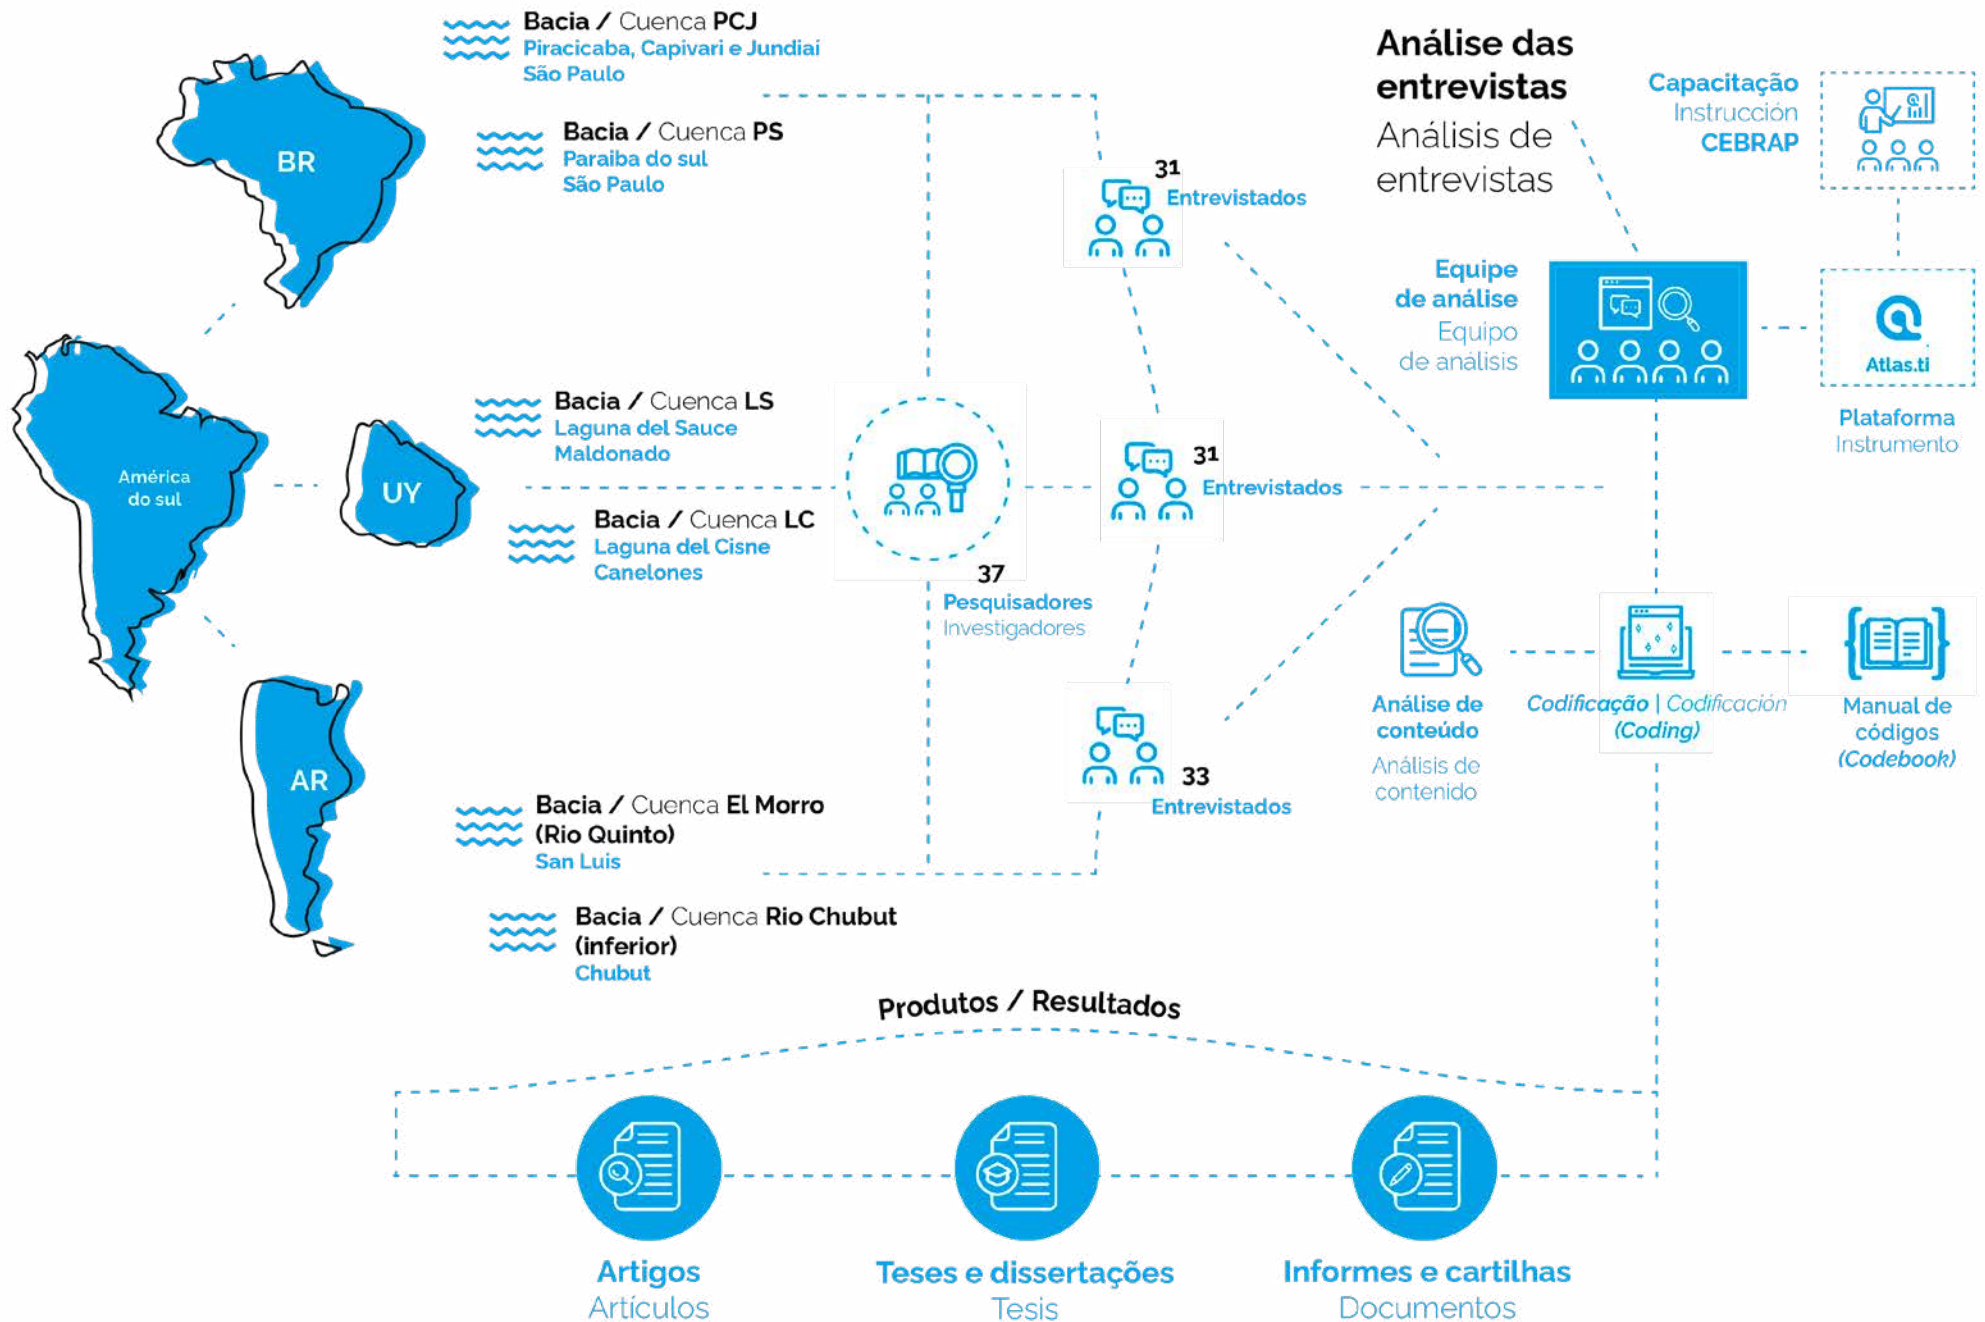 Bacia / Cuenca PCJ
Piracicaba, Capivari e Jundiaí
São Paulo
Bacia / Cuenca PS
Paraiba do sul
São Paulo
BR
América
do sul
UY
Bacia / Cuenca LS
Laguna del Sauce
Maldonado
Bacia / Cuenca LC
Laguna del Cisne
Canelones
AR
Bacia / Cuenca El Morro
(Rio Quinto)
San Luis
Bacia / Cuenca Rio Chubut
(inferior)
Chubut
37
Pesquisadores
Investigadores
31
Entrevistados
31
Entrevistados
33
Entrevistados
Análise das
entrevistas
Análisis de
entrevistas
Capacitação
Instrucción
CEBRAP
Equipe
de análise
Equipo
de análisis
Atlas.ti
Plataforma
Instrumento
Análise de
conteúdo
Análisis de
contenido
Codificação | Codificación
(Coding)
Manual de
códigos
(Codebook)
Produtos / Resultados
Artigos
Artículos
Teses e dissertações
Tesis
Informes e cartilhas
Documentos